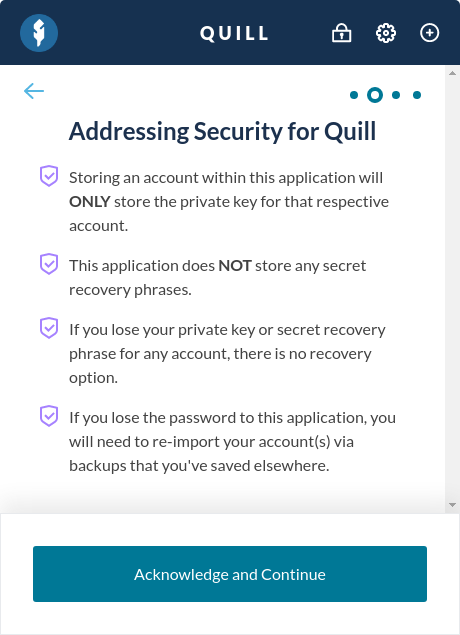 QUILL
Addressing Security for Quill
Storing an account within this application will
ONLY store the private key for that respective
account.
This application does NOT store any secret
recovery phrases.
If you lose your private key or secret recovery
phrase for any account, there is no recovery
option.
If you lose the password to this application, you
will need to re-import your account(s) via
backups that you've saved elsewhere.
Acknowledge and Continue